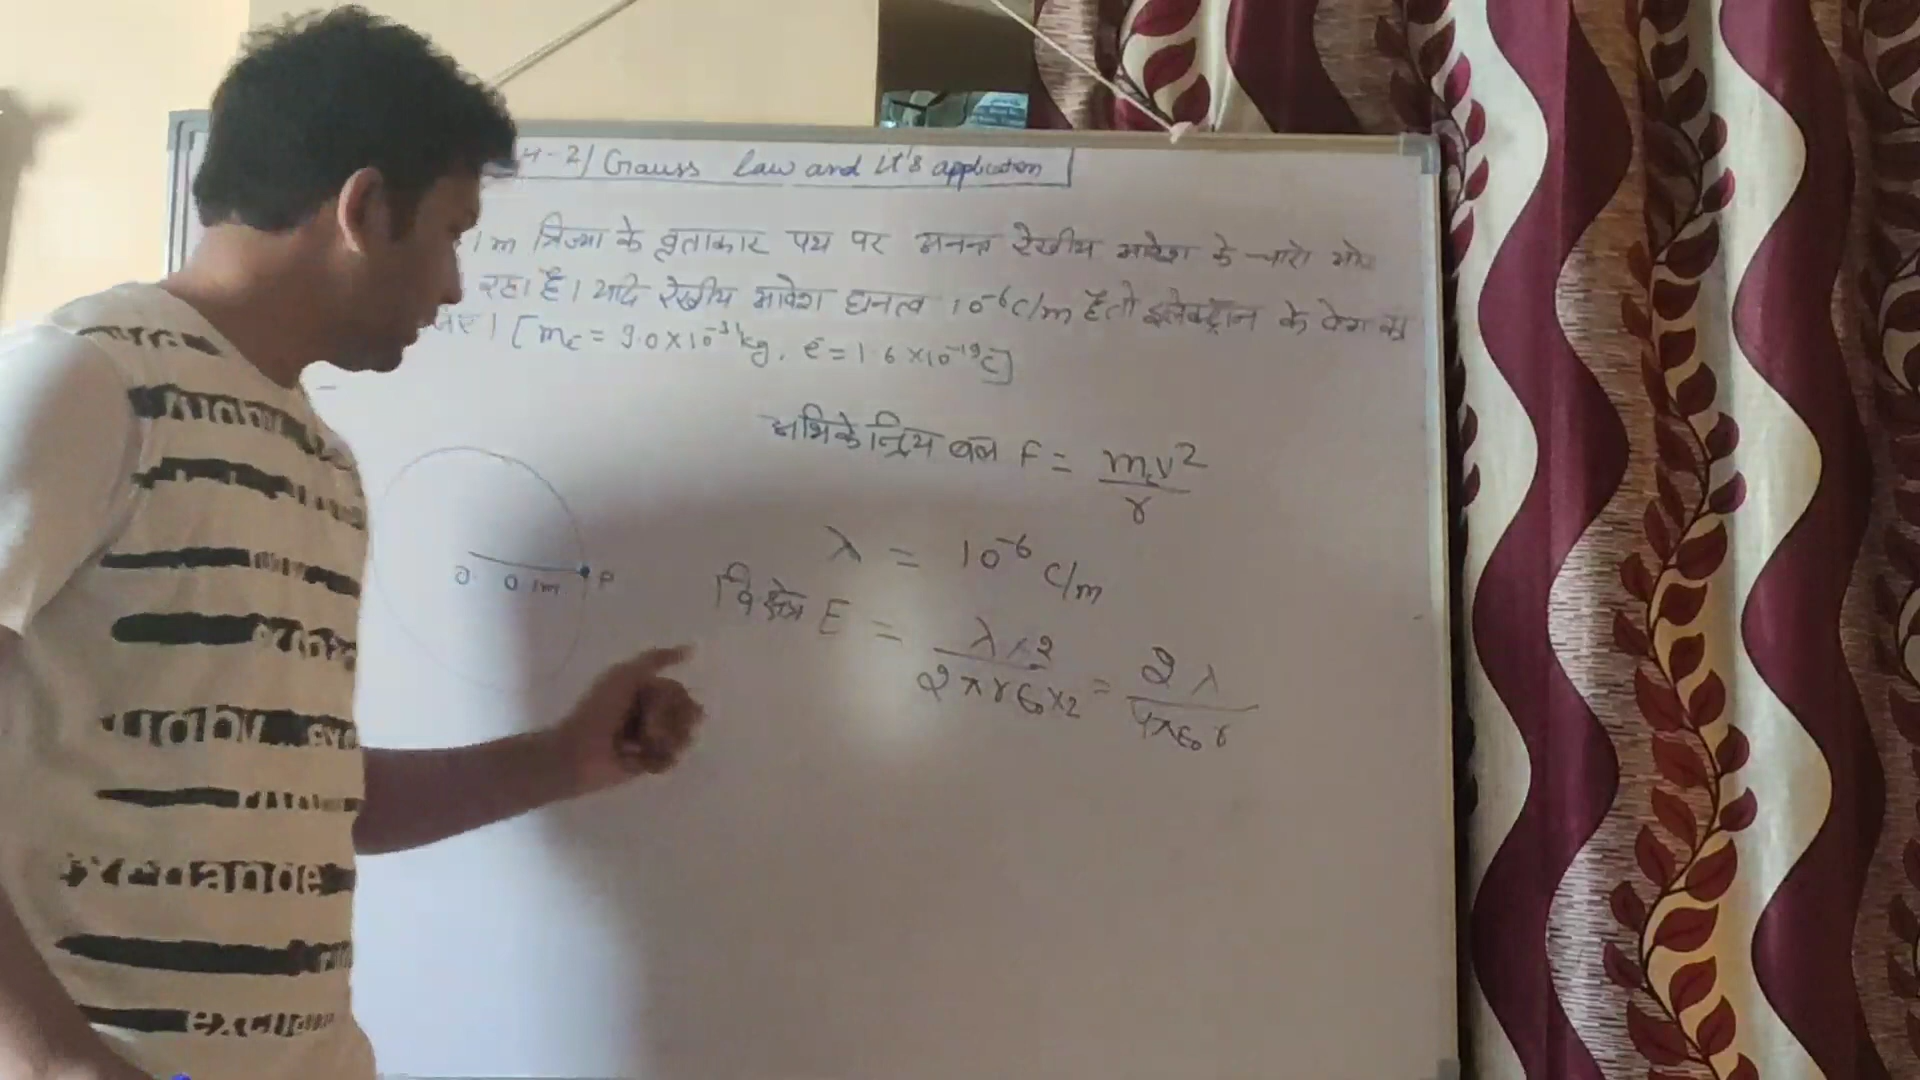 H-2/ Gauss law and it's application
1m त्रिज्या के वृताकार पथ पर अनन्त रेखीय आवेश के चारो ओर
रहा है। यदि रेखीय आवेश घनत्व 10⁻⁶ C/m है तो इलेक्ट्रॉन के वेग का
[ me = 9.0 × 10⁻³¹ kg, e = 1.6 × 10⁻¹⁹ C ]
अभिकेन्द्रिय बल F = mev²/r
λ = 10⁻⁶ C/m
0 0.1m P
वि. क्षेत्र E = λ×2/2πrε₀×2 = 2λ/4πε₀r